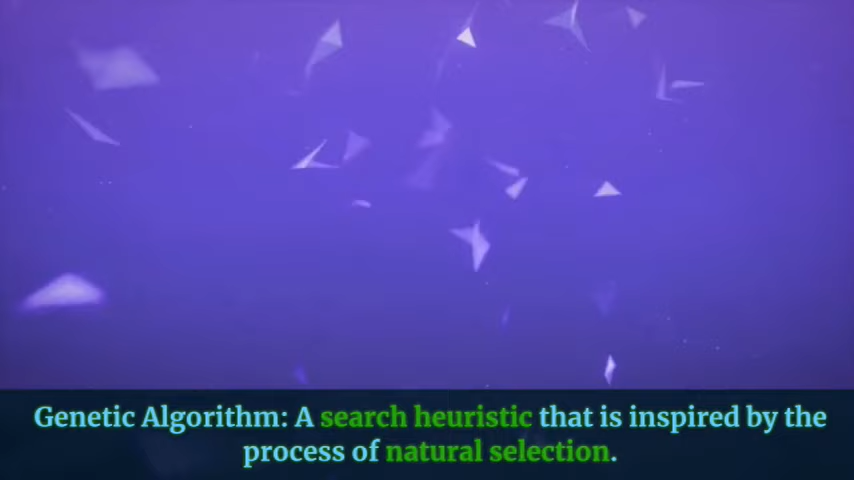 Genetic Algorithm: A search heuristic that is inspired by the
process of natural selection.